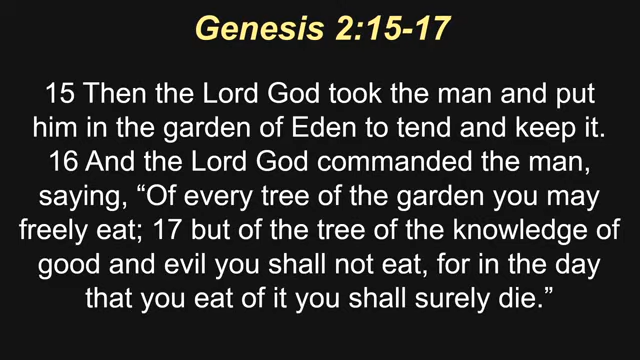 Genesis 2:15-17
15 Then the Lord God took the man and put
him in the garden of Eden to tend and keep it.
16 And the Lord God commanded the man,
saying, “Of every tree of the garden you may
freely eat; 17 but of the tree of the knowledge of
good and evil you shall not eat, for in the day
that you eat of it you shall surely die.”